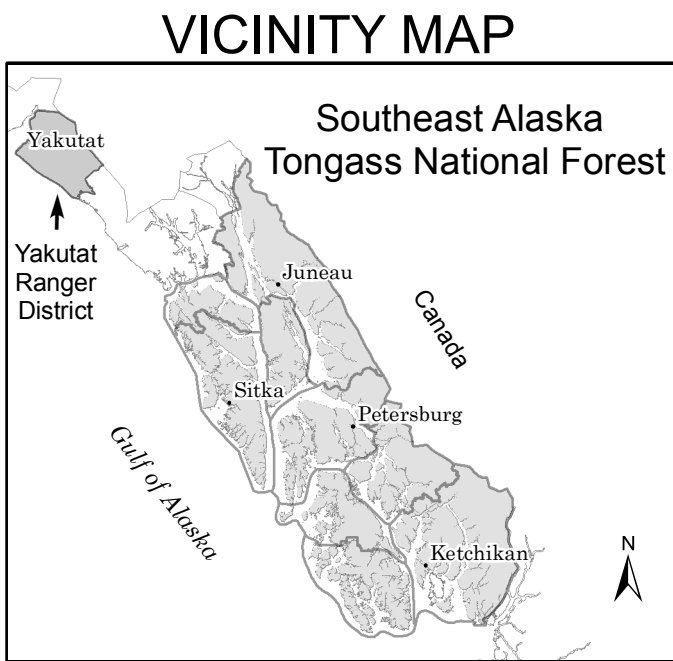 VICINITY MAP
Southeast Alaska
Tongass National Forest
Yakutat
Yakutat
Ranger
District
Juneau
Canada
Sitka
Petersburg
Gulf of Alaska
Ketchikan
N